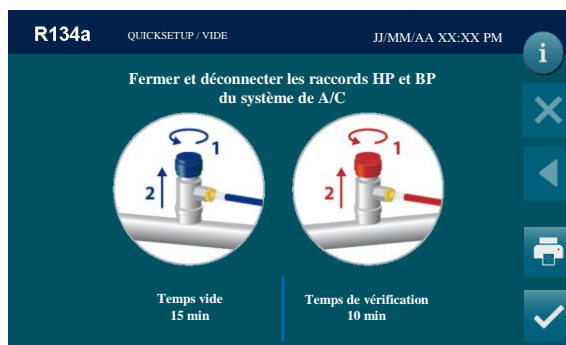 R134a QUICKSETUP / VIDE JJ/MM/AA XX:XX PM
i
Fermer et déconnecter les raccords HP et BP
du système de A/C
1 1
2 2
Temps vide Temps de vérification
15 min 10 min